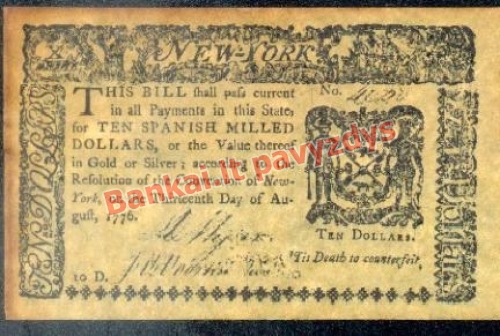 X NEW-YORK
THIS BILL shall pass current
in all Payments in this State,
for TEN SPANISH MILLED
DOLLARS, or the Value thereof
in Gold or Silver; according to the
Resolution of the Convention of New-
York, on the Thirteenth Day of Au-
gust, 1776.
No.
TEN DOLLARS.
10 D.
'Tis Death to counterfeit.
Bankai.lt pavyzdys